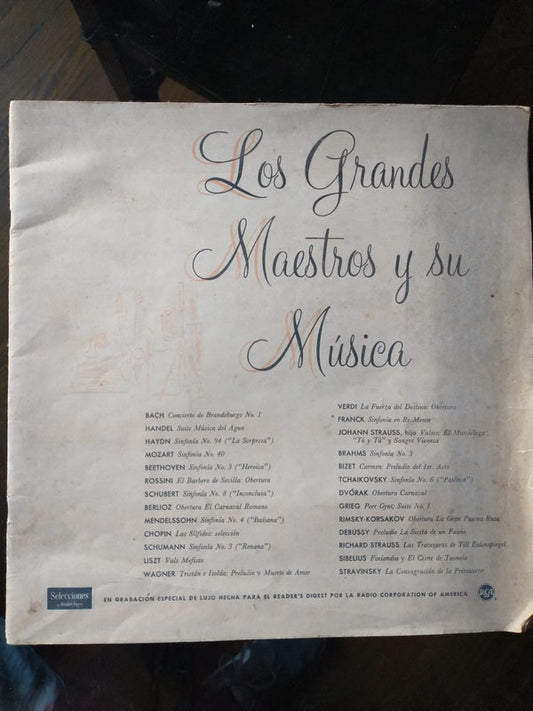 Los Grandes
Maestros y su
Música
BACH Concierto de Brandeburgo No. 1
HANDEL Suite Música del Agua
HAYDN Sinfonía No. 94 ("La Sorpresa")
MOZART Sinfonía No. 40
BEETHOVEN Sinfonía No. 3 ("Heroica")
ROSSINI El Barbero de Sevilla: Obertura
SCHUBERT Sinfonía No. 8 ("Inconclusa")
BERLIOZ Obertura El Carnaval Romano
MENDELSSOHN Sinfonía No. 4 ("Italiana")
CHOPIN Las Sílfides: selección
SCHUMANN Sinfonía No. 3 ("Renana")
LISZT Vals Mefisto
WAGNER Tristán e Isolda: Preludio y Muerte de Amor
VERDI La Fuerza del Destino: Obertura
FRANCK Sinfonía en Re Menor
JOHANN STRAUSS, hijo Valses: El Murciélago:
"Tú y Tú" y Sangre Vienesa
BRAHMS Sinfonía No. 3
BIZET Carmen: Preludio del 1er. Acto
TCHAIKOVSKY Sinfonía No. 6 ("Patética")
DVOŘÁK Obertura Carnaval
GRIEG Peer Gynt; Suite No. 1
RIMSKY-KORSAKOV Obertura La Gran Pascua Rusa
DEBUSSY Preludio La Siesta de un Fauno
RICHARD STRAUSS Las Travesuras de Till Eulenspiegel
SIBELIUS Finlandia y El Cisne de Tuonela
STRAVINSKY La Consagración de la Primavera
Selecciones
del Reader's Digest
EN GRABACION ESPECIAL DE LUJO HECHA PARA EL READER'S DIGEST POR LA RADIO CORPORATION OF AMERICA
RCA